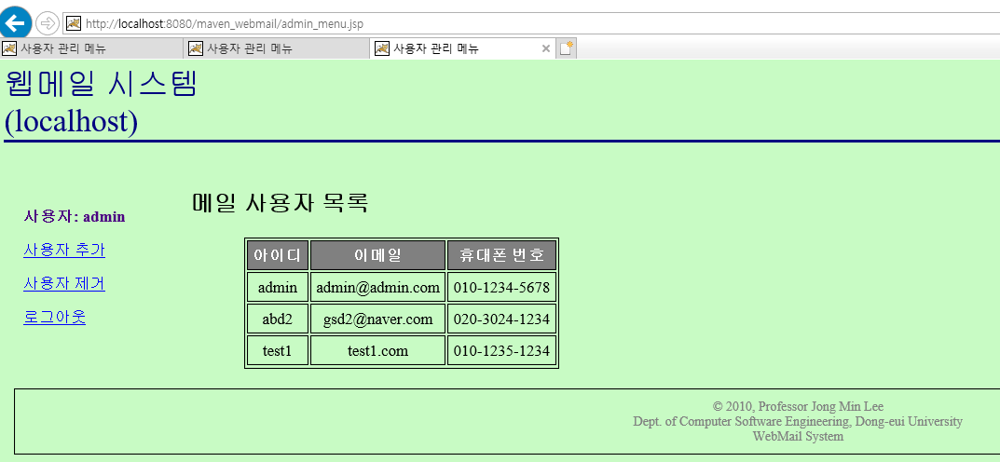 http://localhost:8080/maven_webmail/admin_menu.jsp
사용자 관리 메뉴 사용자 관리 메뉴 사용자 관리 메뉴
웹메일 시스템
(localhost)
메일 사용자 목록
사용자: admin
사용자 추가
사용자 제거
로그아웃
아이디 이메일 휴대폰 번호
admin admin@admin.com 010-1234-5678
abd2 gsd2@naver.com 020-3024-1234
test1 test1.com 010-1235-1234
© 2010, Professor Jong Min Lee
Dept. of Computer Software Engineering, Dong-eui University
WebMail System